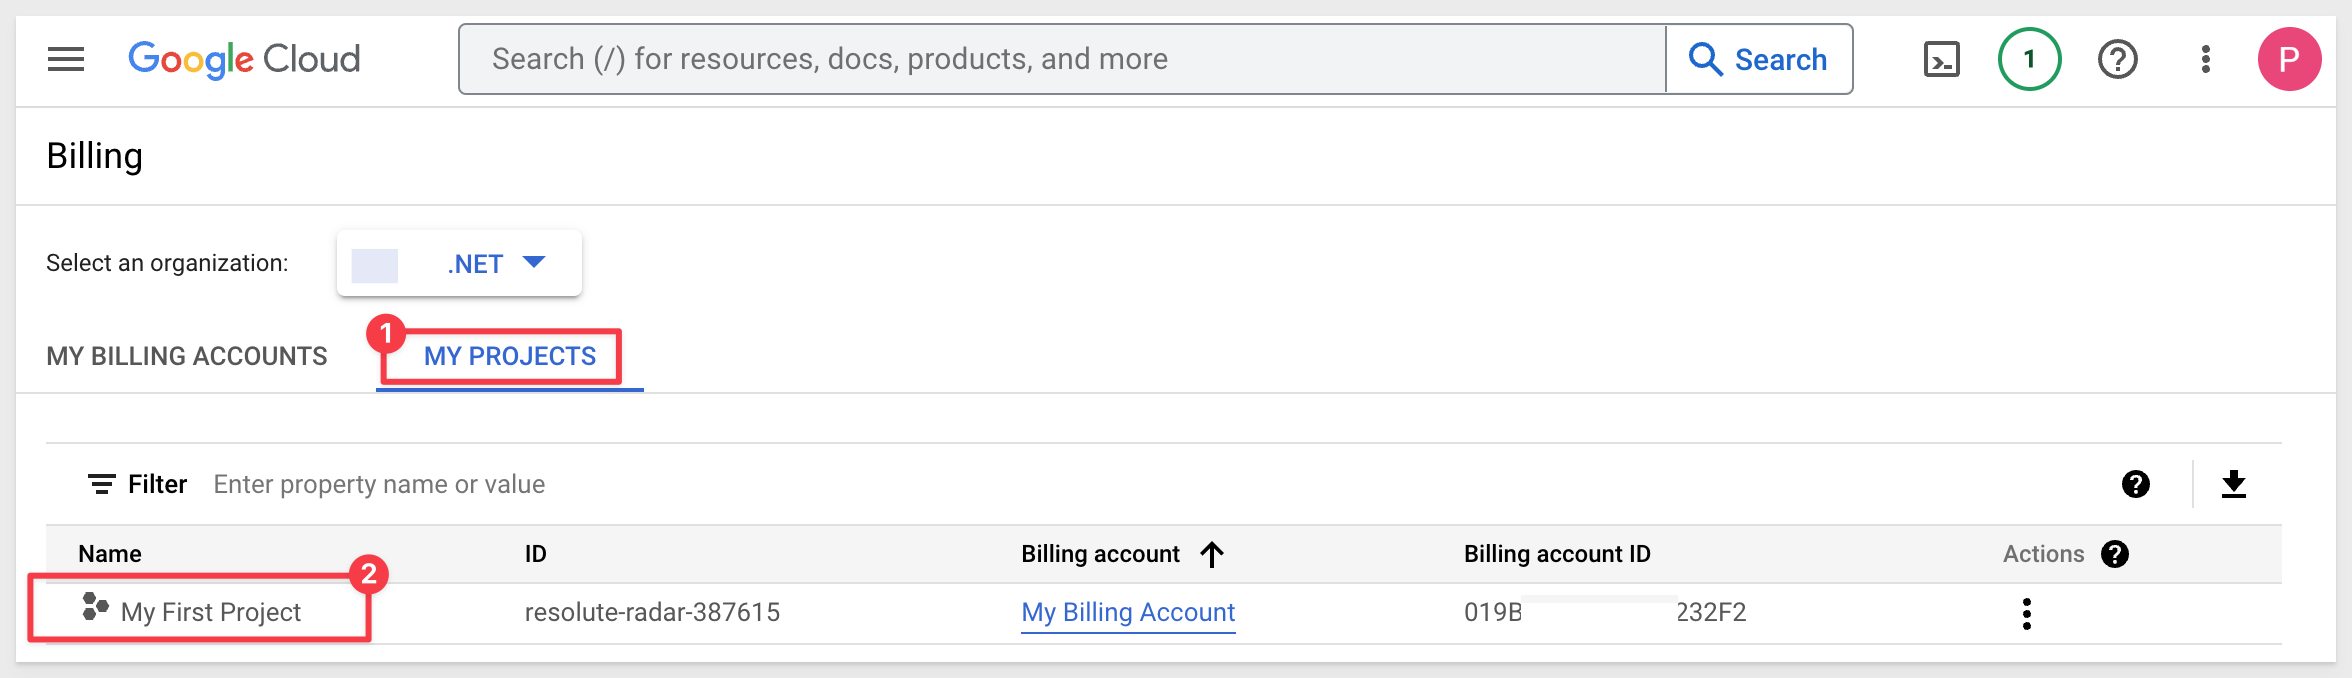 Google Cloud
Search (/) for resources, docs, products, and more
Search
1
?
P
Billing
Select an organization:
.NET
1
MY BILLING ACCOUNTS
MY PROJECTS
Filter
Enter property name or value
?
Name
ID
Billing account
Billing account ID
Actions
?
2
My First Project
resolute-radar-387615
My Billing Account
019B
232F2